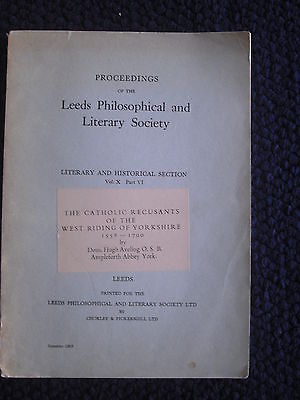 PROCEEDINGS
OF THE
Leeds Philosophical and
Literary Society
LITERARY AND HISTORICAL SECTION
Vol. X Part VI
THE CATHOLIC RECUSANTS
OF THE
WEST RIDING OF YORKSHIRE
1558 — 1790
by
Dom. Hugh Aveling O. S. B.
Ampleforth Abbey York.
LEEDS
PRINTED FOR THE
LEEDS PHILOSOPHICAL AND LITERARY SOCIETY LTD
BY
CHORLEY & PICKERSGILL LTD